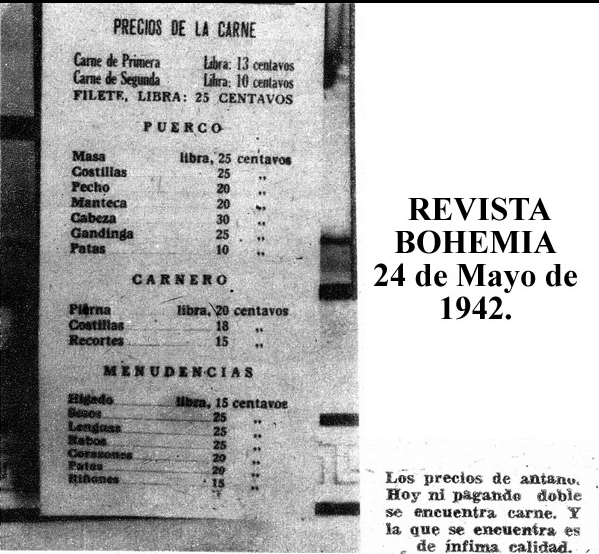 PRECIOS DE LA CARNE
Carne de Primera Libra: 13 centavos
Carne de Segunda Libra: 10 centavos
FILETE, LIBRA: 25 CENTAVOS
PUERCO
Masa libra, 25 centavos
Costillas 25 ,,
Pecho 20 ,,
Manteca 20 ,,
Cabeza 30 ,,
Gandinga 25 ,,
Patas 10 ,,
CARNERO
Pierna libra, 20 centavos
Costillas 18 ,,
Recortes 15 ,,
MENUDENCIAS
Hígado libra, 15 centavos
Sesos 25 ,,
Lenguas 25 ,,
Rabos 25 ,,
Corazones 20 ,,
Patas 20 ,,
Riñones 15 ,,
REVISTA
BOHEMIA
24 de Mayo de
1942.
Los precios de antaño.
Hoy ni pagando doble
se encuentra carne. Y
la que se encuentra es
de ínfima calidad.